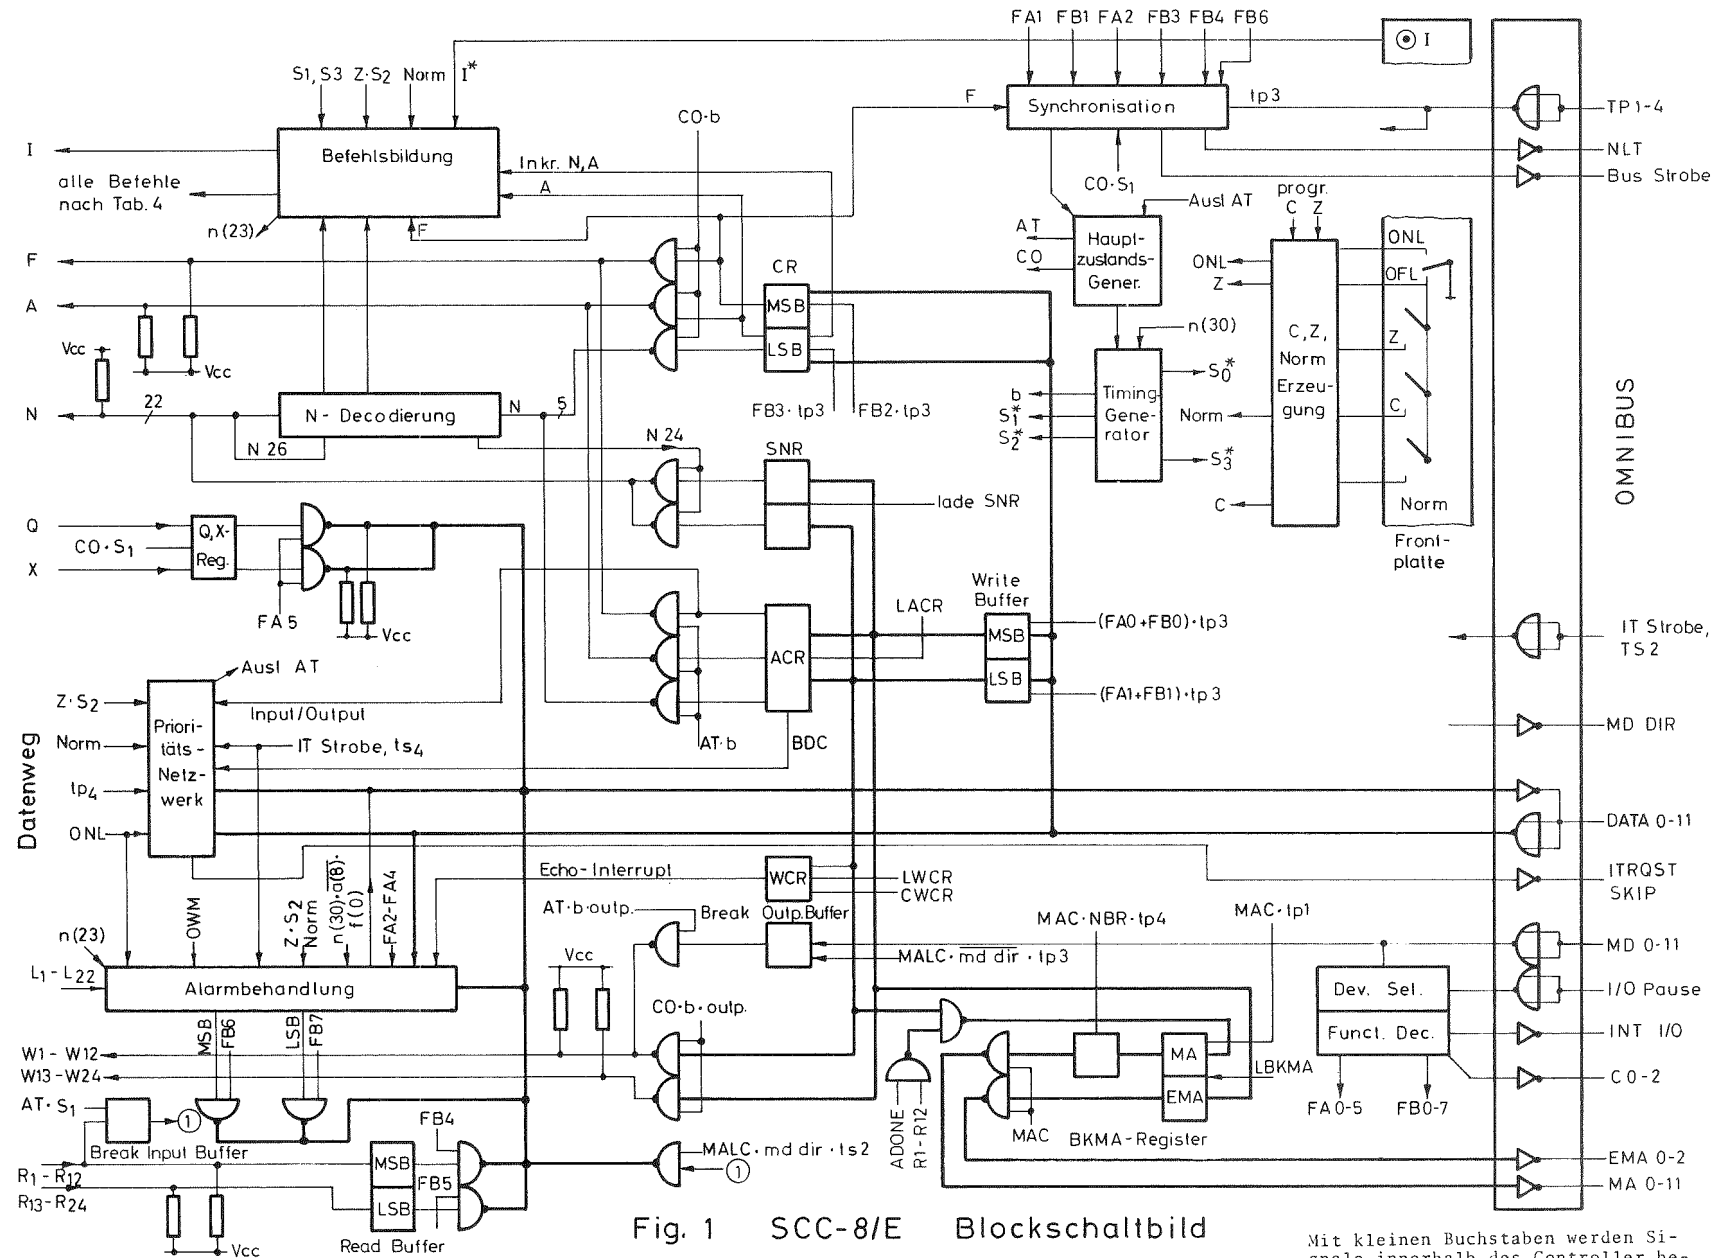 FA1 FB1 FA2 FB3 FB4 FB6
I
S1,S3 Z·S2 Norm I*
F
Synchronisation
tp3
TP1-4
CO·b
Befehlsbildung
I
Inkr. N,A
NLT
alle Befehle
nach Tab. 4
A
CO·S1
Bus Strobe
progr.
C Z
Ausl AT
n(23)
F
AT
Haupt-
zustands-
Gener.
CO
ONL
ONL
OFL
Z
F
CR
MSB
LSB
A
n(30)
C,Z,
Norm
Erzeu-
gung
Z
C
Norm
Vcc
Vcc
S0*
b
Timing-
Gene-
rator
S1*
S2*
S3*
Norm
C
Front-
platte
OMNIBUS
N
22
N - Decodierung
N
5
FB3·tp3
FB2·tp3
N 26
N 24
SNR
lade SNR
Q
CO·S1
X
Q,X-
Reg.
FA5
Vcc
Write
Buffer
LACR
MSB
LSB
(FA0+FB0)·tp3
(FA1+FB1)·tp3
IT Strobe,
TS2
ACR
Ausl AT
Z·S2
Input/Output
Priori-
täts-
Netz-
werk
Norm
IT Strobe, ts4
AT·b
BDC
MD DIR
tp4
ONL
Datenweg
DATA 0-11
Echo-Interrupt
WCR
LWCR
CWCR
ITRQST
SKIP
AT·b·outp.
Break Outp.Buffer
MAC·NBR·tp4
MAC·tp1
n(23)
OWM
Z·S2
Norm
n(30)·a(8)·
f(0)
FA2-FA4
Vcc
MALC·md dir·tp3
MD 0-11
L1-L22
Alarmbehandlung
Dev. Sel.
Funct. Dec.
I/O Pause
INT I/O
C0-2
FA0-5
FB0-7
CO·b·outp.
MSB
FB6
LSB
FB7
W1-W12
W13-W24
MA
EMA
LBKMA
MAC
BKMA-Register
ADONE
R1-R12
AT·S1
1
Break Input Buffer
FB4
MALC·md dir·ts2
1
R1-R12
R13-R24
MSB
LSB
FB5
EMA 0-2
MA 0-11
Vcc
Read Buffer
Fig. 1 SCC-8/E Blockschaltbild
Mit kleinen Buchstaben werden Si-
gnale innerhalb des Controller be-